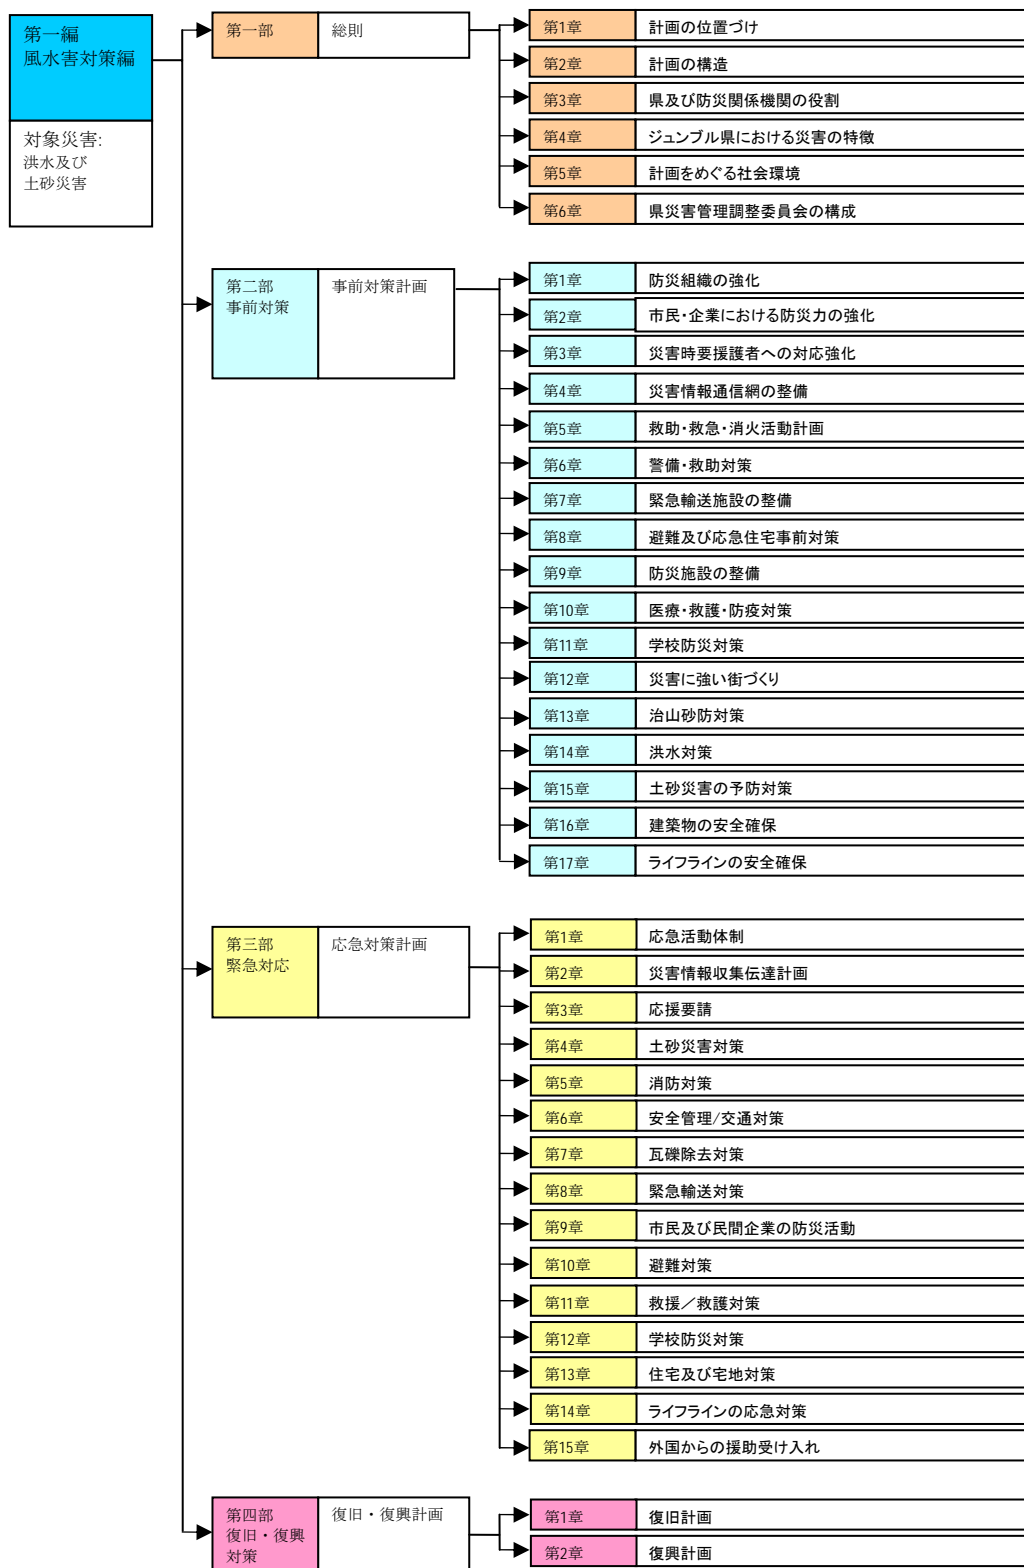 第一編
風水害対策編
対象災害:
洪水及び
土砂災害
第一部
総則
第1章 計画の位置づけ
第2章 計画の構造
第3章 県及び防災関係機関の役割
第4章 ジュンブル県における災害の特徴
第5章 計画をめぐる社会環境
第6章 県災害管理調整委員会の構成
第二部
事前対策
事前対策計画
第1章 防災組織の強化
第2章 市民・企業における防災力の強化
第3章 災害時要援護者への対応強化
第4章 災害情報通信網の整備
第5章 救助・救急・消火活動計画
第6章 警備・救助対策
第7章 緊急輸送施設の整備
第8章 避難及び応急住宅事前対策
第9章 防災施設の整備
第10章 医療・救護・防疫対策
第11章 学校防災対策
第12章 災害に強い街づくり
第13章 治山砂防対策
第14章 洪水対策
第15章 土砂災害の予防対策
第16章 建築物の安全確保
第17章 ライフラインの安全確保
第三部
緊急対応
応急対策計画
第1章 応急活動体制
第2章 災害情報収集伝達計画
第3章 応援要請
第4章 土砂災害対策
第5章 消防対策
第6章 安全管理/交通対策
第7章 瓦礫除去対策
第8章 緊急輸送対策
第9章 市民及び民間企業の防災活動
第10章 避難対策
第11章 救援／救護対策
第12章 学校防災対策
第13章 住宅及び宅地対策
第14章 ライフラインの応急対策
第15章 外国からの援助受け入れ
第四部
復旧・復興
対策
復旧・復興計画
第1章 復旧計画
第2章 復興計画